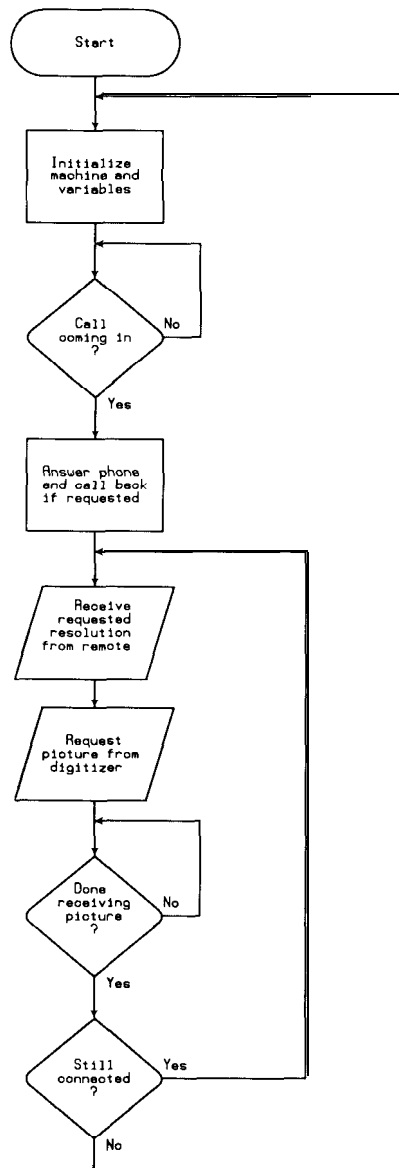 Start
Initialize
machine and
variables
Call
coming in
?
No
Yes
Answer phone
and call back
if requested
Receive
requested
resolution
from remote
Request
picture from
digitizer
Done
receiving
picture
?
No
Yes
Still
connected
?
Yes
No